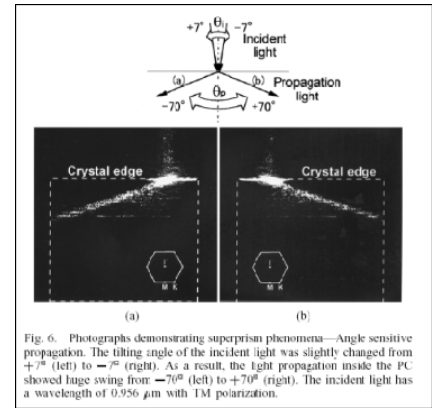 +7° θi −7°
Incident
light
(a) (b) Propagation
light
θp
−70° +70°
Crystal edge Crystal edge
M K M K
(a) (b)
Fig. 6. Photographs demonstrating superprism phenomena—Angle sensitive
propagation. The tilting angle of the incident light was slightly changed from
+7° (left) to −7° (right). As a result, the light propagation inside the PC
showed huge swing from −70° (left) to +70° (right). The incident light has
a wavelength of 0.956 μm with TM polarization.